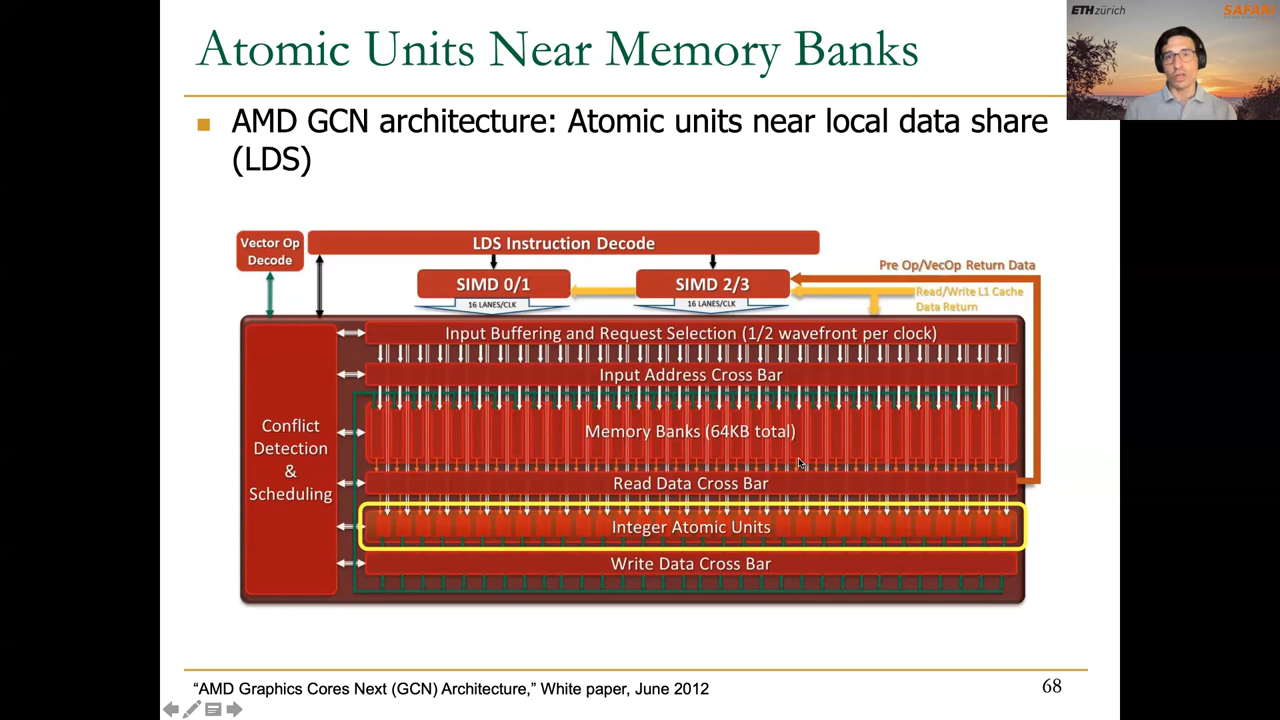 ETHzürich
SAFARI
Atomic Units Near Memory Banks
AMD GCN architecture: Atomic units near local data share
(LDS)
Vector Op
Decode
LDS Instruction Decode
SIMD 0/1
SIMD 2/3
16 LANES/CLK
16 LANES/CLK
Pre Op/VecOp Return Data
Read/Write L1 Cache
Data Return
Input Buffering and Request Selection (1/2 wavefront per clock)
Input Address Cross Bar
Conflict
Detection
&
Scheduling
Memory Banks (64KB total)
Read Data Cross Bar
Integer Atomic Units
Write Data Cross Bar
“AMD Graphics Cores Next (GCN) Architecture,” White paper, June 2012
68